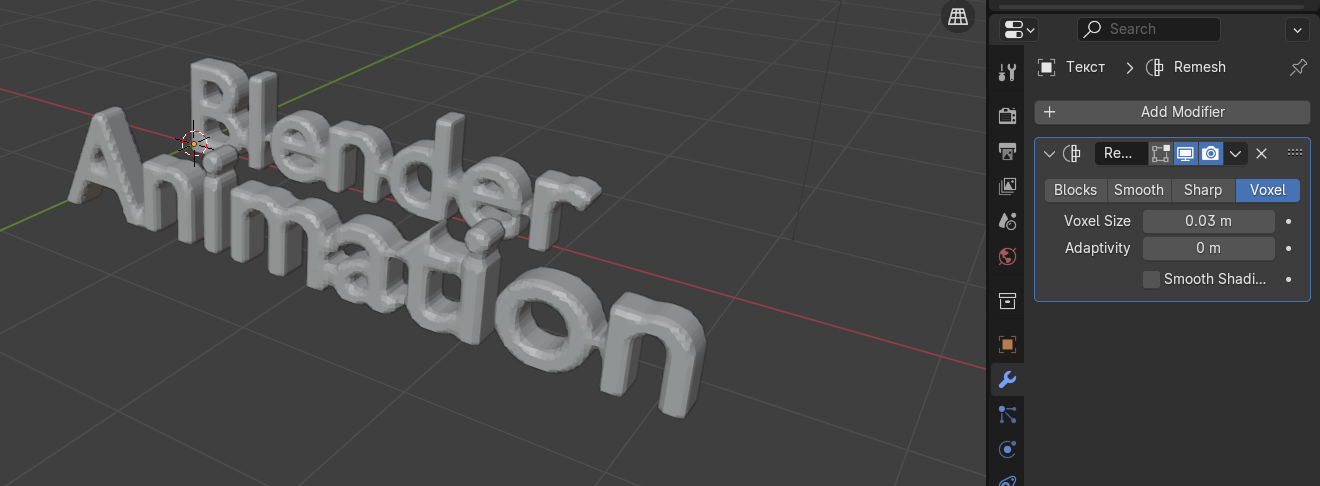 Blender
Animation
Search
Текст > Remesh
+ Add Modifier
Re...
Blocks Smooth Sharp Voxel
Voxel Size 0.03 m
Adaptivity 0 m
Smooth Shadi...